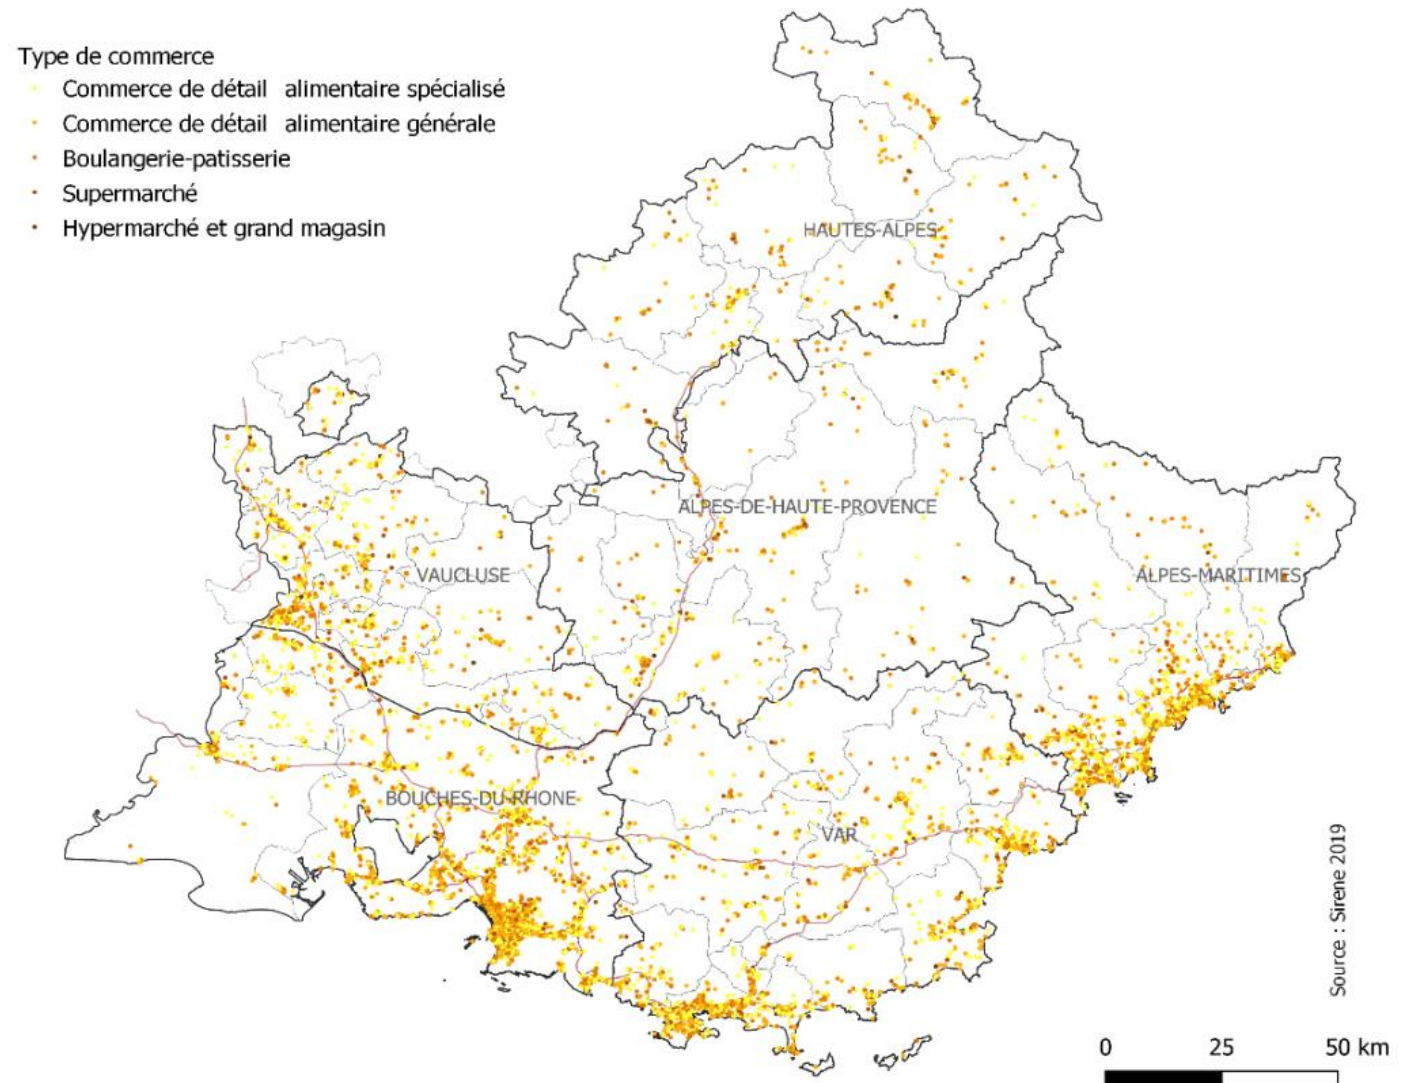 Type de commerce
Commerce de détail alimentaire spécialisé
Commerce de détail alimentaire générale
Boulangerie-patisserie
Supermarché
Hypermarché et grand magasin
HAUTES-ALPES
ALPES-DE-HAUTE-PROVENCE
VAUCLUSE
ALPES-MARITIMES
BOUCHES-DU-RHONE
VAR
Source : Sirene 2019
0 25 50 km